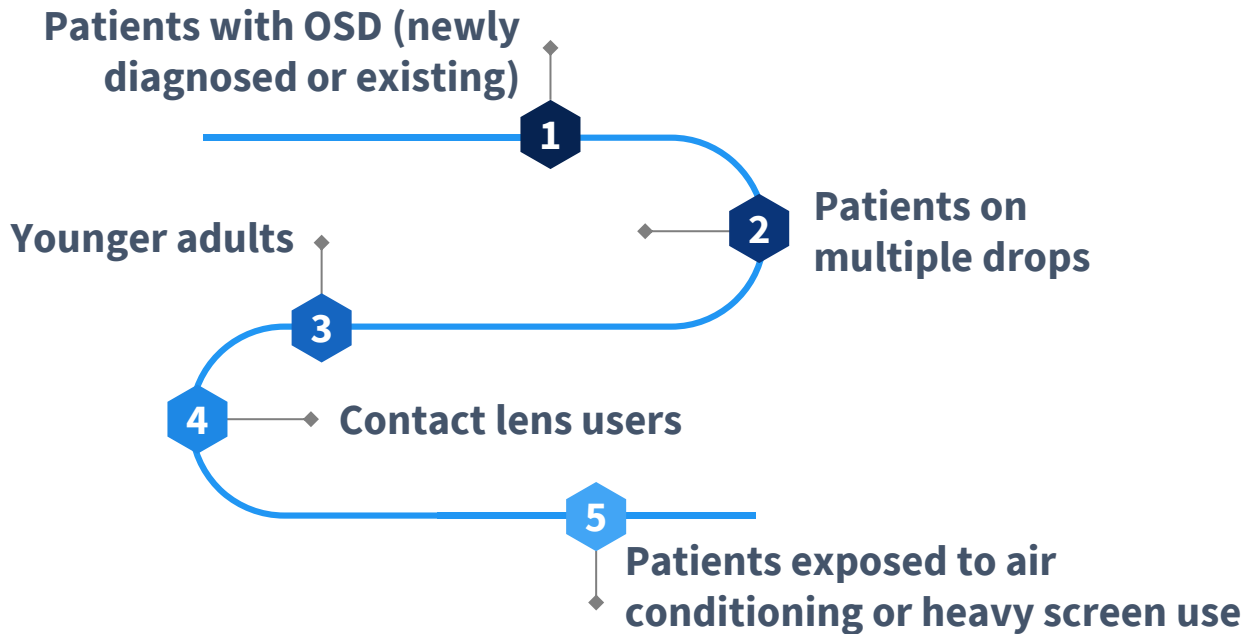 Patients with OSD (newly
diagnosed or existing)
1
2
Patients on
multiple drops
Younger adults
3
4
Contact lens users
5
Patients exposed to air
conditioning or heavy screen use